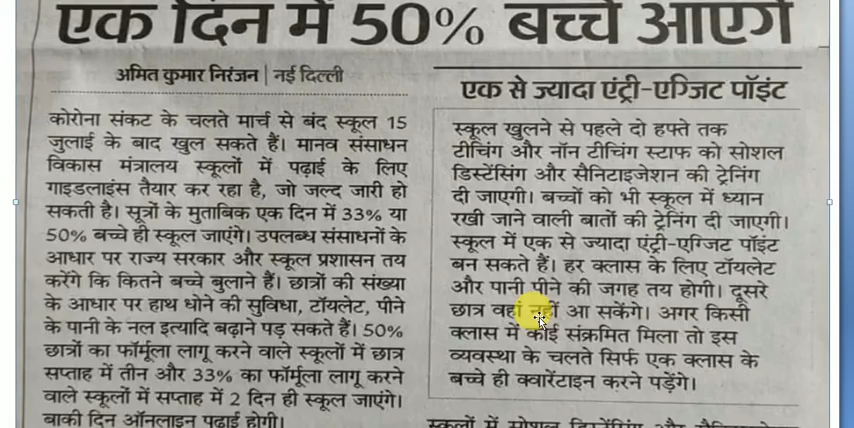 एक दिन में 50% बच्चे आएंगे
अमित कुमार निरंजन | नई दिल्ली
कोरोना संकट के चलते मार्च से बंद स्कूल 15
जुलाई के बाद खुल सकते हैं। मानव संसाधन
विकास मंत्रालय स्कूलों में पढ़ाई के लिए
गाइडलाइंस तैयार कर रहा है, जो जल्द जारी हो
सकती है। सूत्रों के मुताबिक एक दिन में 33% या
50% बच्चे ही स्कूल जाएंगे। उपलब्ध संसाधनों के
आधार पर राज्य सरकार और स्कूल प्रशासन तय
करेंगे कि कितने बच्चे बुलाने हैं। छात्रों की संख्या
के आधार पर हाथ धोने की सुविधा, टॉयलेट, पीने
के पानी के नल इत्यादि बढ़ाने पड़ सकते हैं। 50%
छात्रों का फॉर्मूला लागू करने वाले स्कूलों में छात्र
सप्ताह में तीन और 33% का फॉर्मूला लागू करने
वाले स्कूलों में सप्ताह में 2 दिन ही स्कूल जाएंगे।
बाकी दिन ऑनलाइन पढ़ाई होगी।
एक से ज्यादा एंट्री-एग्जिट पॉइंट
स्कूल खुलने से पहले दो हफ्ते तक
टीचिंग और नॉन टीचिंग स्टाफ को सोशल
डिस्टेंसिंग और सैनिटाइजेशन की ट्रेनिंग
दी जाएगी। बच्चों को भी स्कूल में ध्यान
रखी जाने वाली बातों की ट्रेनिंग दी जाएगी।
स्कूल में एक से ज्यादा एंट्री-एग्जिट पॉइंट
बन सकते हैं। हर क्लास के लिए टॉयलेट
और पानी पीने की जगह तय होगी। दूसरे
छात्र वहां नहीं आ सकेंगे। अगर किसी
क्लास में कोई संक्रमित मिला तो इस
व्यवस्था के चलते सिर्फ एक क्लास के
बच्चे ही क्वारेंटाइन करने पड़ेंगे।
स्कूलों में सोशल डिस्टेंसिंग और